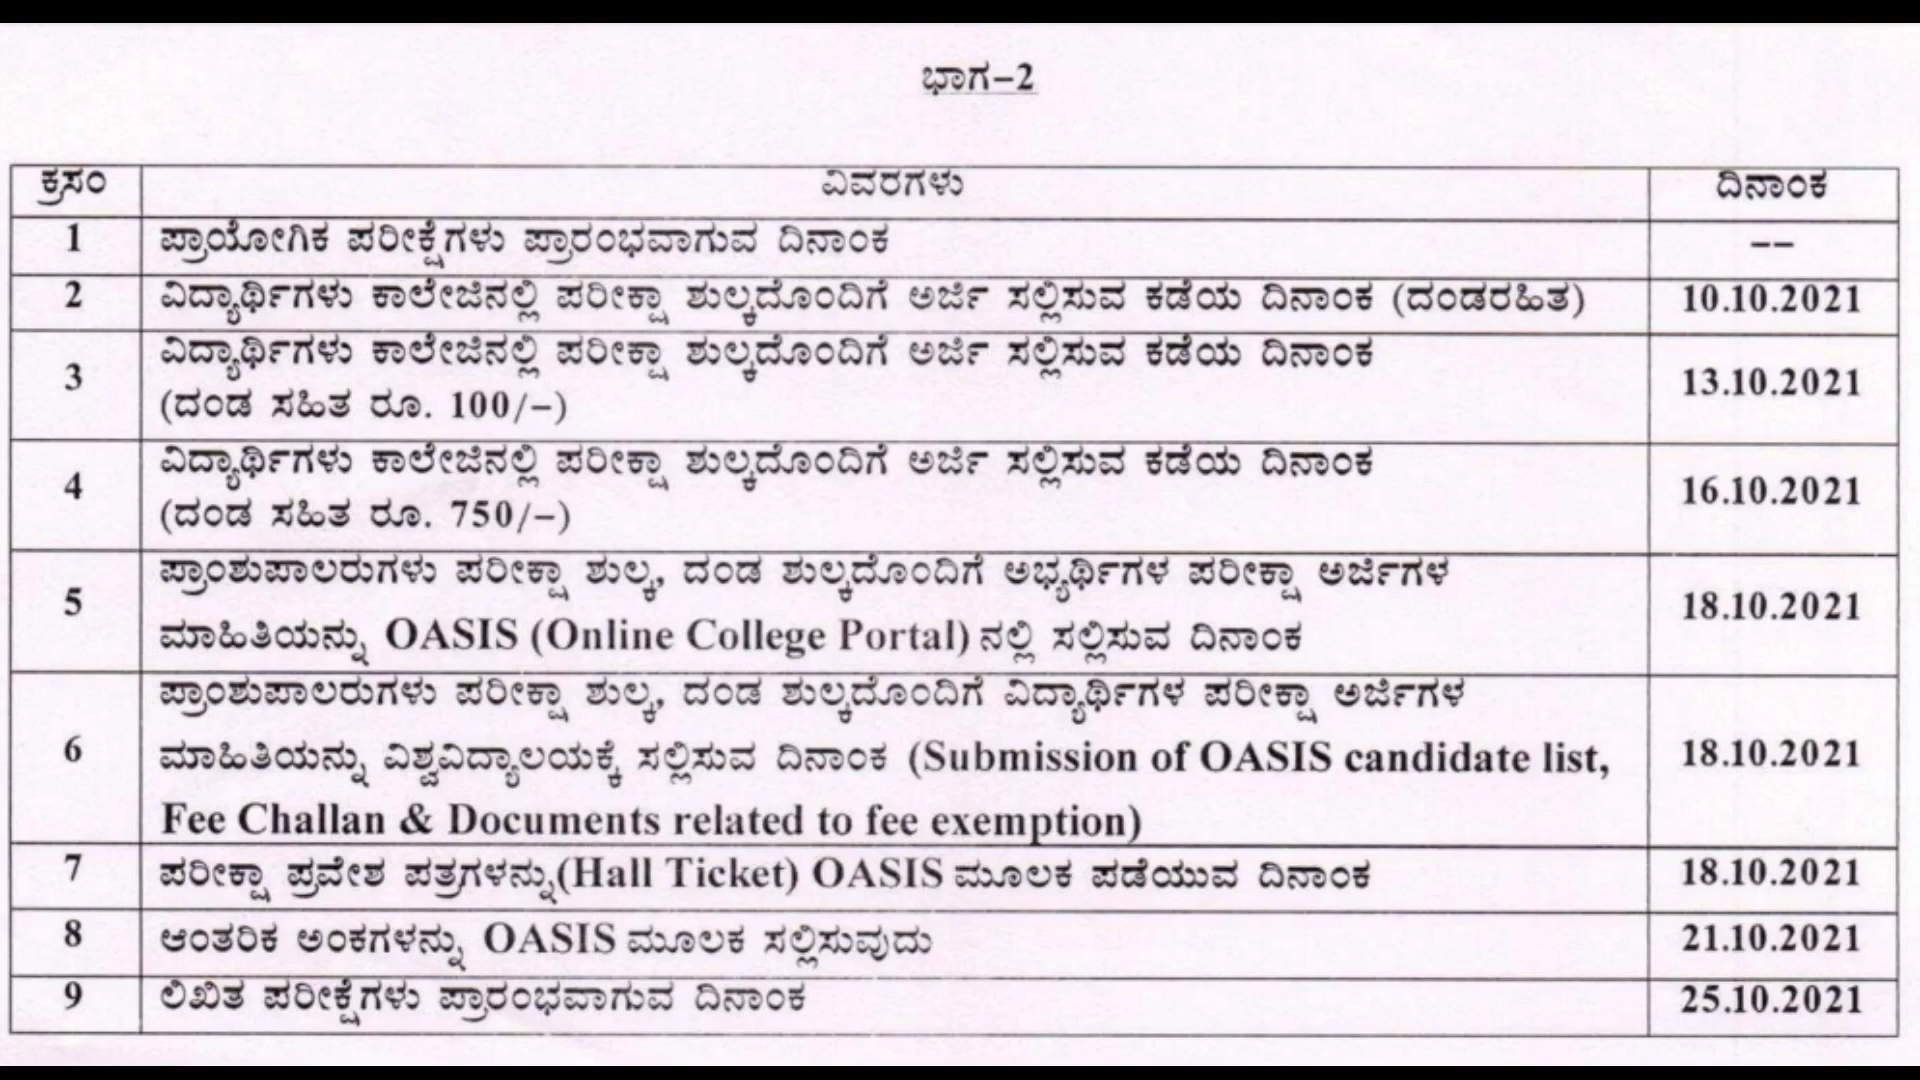 ಭಾಗ–2
ಕ್ರಸಂ ವಿವರಗಳು ದಿನಾಂಕ
1 ಪ್ರಾಯೋಗಿಕ ಪರೀಕ್ಷೆಗಳು ಪ್ರಾರಂಭವಾಗುವ ದಿನಾಂಕ --
2 ವಿದ್ಯಾರ್ಥಿಗಳು ಕಾಲೇಜಿನಲ್ಲಿ ಪರೀಕ್ಷಾ ಶುಲ್ಕದೊಂದಿಗೆ ಅರ್ಜಿ ಸಲ್ಲಿಸುವ ಕಡೆಯ ದಿನಾಂಕ (ದಂಡರಹಿತ) 10.10.2021
3 ವಿದ್ಯಾರ್ಥಿಗಳು ಕಾಲೇಜಿನಲ್ಲಿ ಪರೀಕ್ಷಾ ಶುಲ್ಕದೊಂದಿಗೆ ಅರ್ಜಿ ಸಲ್ಲಿಸುವ ಕಡೆಯ ದಿನಾಂಕ
(ದಂಡ ಸಹಿತ ರೂ. 100/–) 13.10.2021
4 ವಿದ್ಯಾರ್ಥಿಗಳು ಕಾಲೇಜಿನಲ್ಲಿ ಪರೀಕ್ಷಾ ಶುಲ್ಕದೊಂದಿಗೆ ಅರ್ಜಿ ಸಲ್ಲಿಸುವ ಕಡೆಯ ದಿನಾಂಕ
(ದಂಡ ಸಹಿತ ರೂ. 750/–) 16.10.2021
5 ಪ್ರಾಂಶುಪಾಲರುಗಳು ಪರೀಕ್ಷಾ ಶುಲ್ಕ, ದಂಡ ಶುಲ್ಕದೊಂದಿಗೆ ಅಭ್ಯರ್ಥಿಗಳ ಪರೀಕ್ಷಾ ಅರ್ಜಿಗಳ
ಮಾಹಿತಿಯನ್ನು OASIS (Online College Portal) ನಲ್ಲಿ ಸಲ್ಲಿಸುವ ದಿನಾಂಕ 18.10.2021
6 ಪ್ರಾಂಶುಪಾಲರುಗಳು ಪರೀಕ್ಷಾ ಶುಲ್ಕ, ದಂಡ ಶುಲ್ಕದೊಂದಿಗೆ ವಿದ್ಯಾರ್ಥಿಗಳ ಪರೀಕ್ಷಾ ಅರ್ಜಿಗಳ
ಮಾಹಿತಿಯನ್ನು ವಿಶ್ವವಿದ್ಯಾಲಯಕ್ಕೆ ಸಲ್ಲಿಸುವ ದಿನಾಂಕ (Submission of OASIS candidate list, 18.10.2021
Fee Challan & Documents related to fee exemption)
7 ಪರೀಕ್ಷಾ ಪ್ರವೇಶ ಪತ್ರಗಳನ್ನು(Hall Ticket) OASIS ಮೂಲಕ ಪಡೆಯುವ ದಿನಾಂಕ 18.10.2021
8 ಆಂತರಿಕ ಅಂಕಗಳನ್ನು OASIS ಮೂಲಕ ಸಲ್ಲಿಸುವುದು 21.10.2021
9 ಲಿಖಿತ ಪರೀಕ್ಷೆಗಳು ಪ್ರಾರಂಭವಾಗುವ ದಿನಾಂಕ 25.10.2021